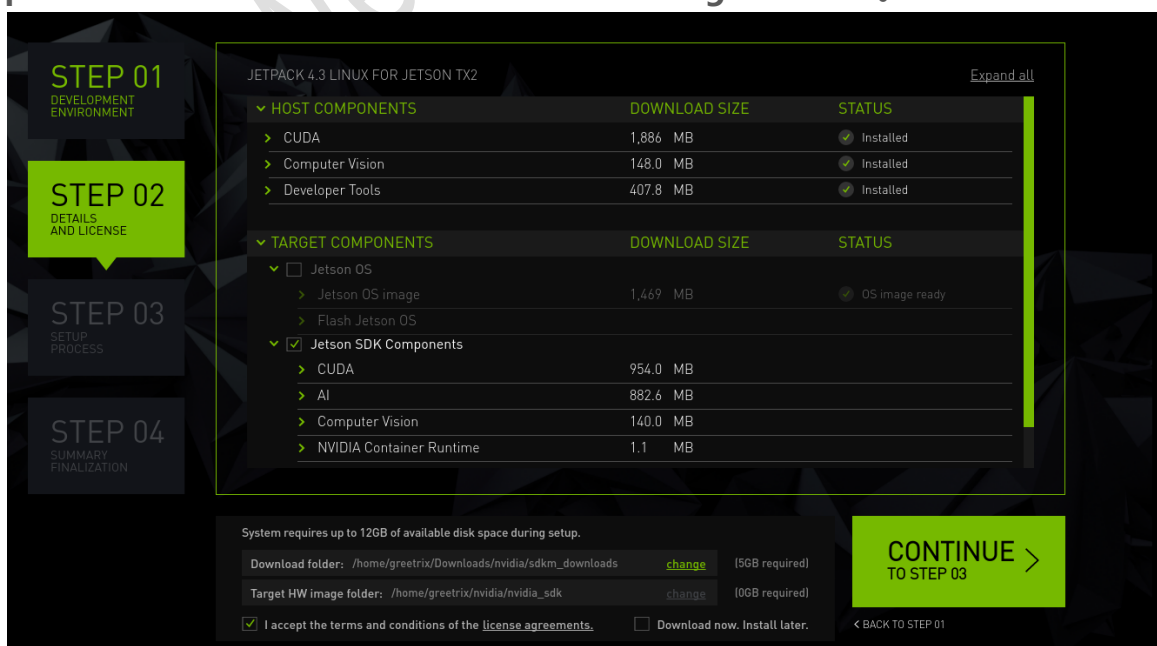 STEP 01
DEVELOPMENT
ENVIRONMENT
STEP 02
DETAILS
AND LICENSE
STEP 03
SETUP
PROCESS
STEP 04
SUMMARY
FINALIZATION
JETPACK 4.3 LINUX FOR JETSON TX2 Expand all
HOST COMPONENTS DOWNLOAD SIZE STATUS
CUDA 1,886 MB Installed
Computer Vision 148.0 MB Installed
Developer Tools 407.8 MB Installed
TARGET COMPONENTS DOWNLOAD SIZE STATUS
Jetson OS
Jetson OS image 1,469 MB OS image ready
Flash Jetson OS
Jetson SDK Components
CUDA 954.0 MB
AI 882.6 MB
Computer Vision 140.0 MB
NVIDIA Container Runtime 1.1 MB
System requires up to 12GB of available disk space during setup.
Download folder: /home/greetrix/Downloads/nvidia/sdkm_downloads change (5GB required)
Target HW image folder: /home/greetrix/nvidia/nvidia_sdk change (0GB required)
I accept the terms and conditions of the license agreements. Download now. Install later.
CONTINUE
TO STEP 03
BACK TO STEP 01